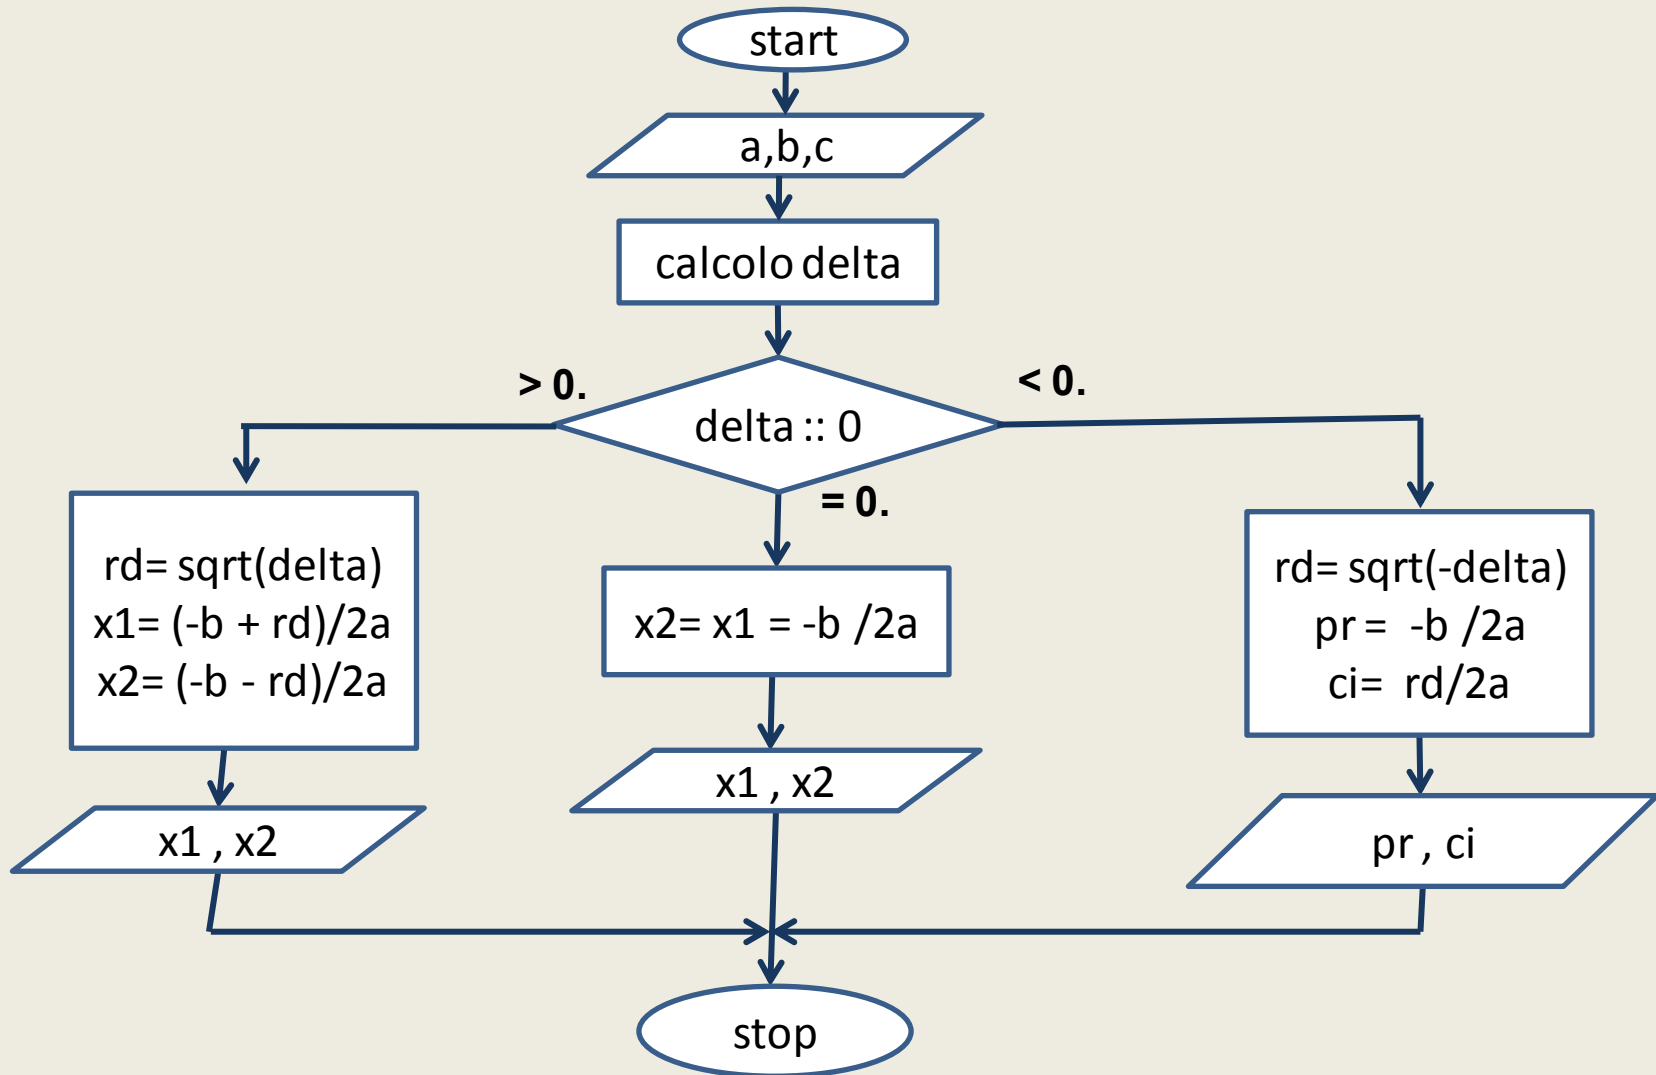 start
a,b,c
calcolo delta
> 0.
< 0.
delta :: 0
= 0.
rd= sqrt(delta)
x1= (-b + rd)/2a
x2= (-b - rd)/2a
x2= x1 = -b /2a
rd= sqrt(-delta)
pr = -b /2a
ci= rd/2a
x1 , x2
x1 , x2
pr , ci
stop